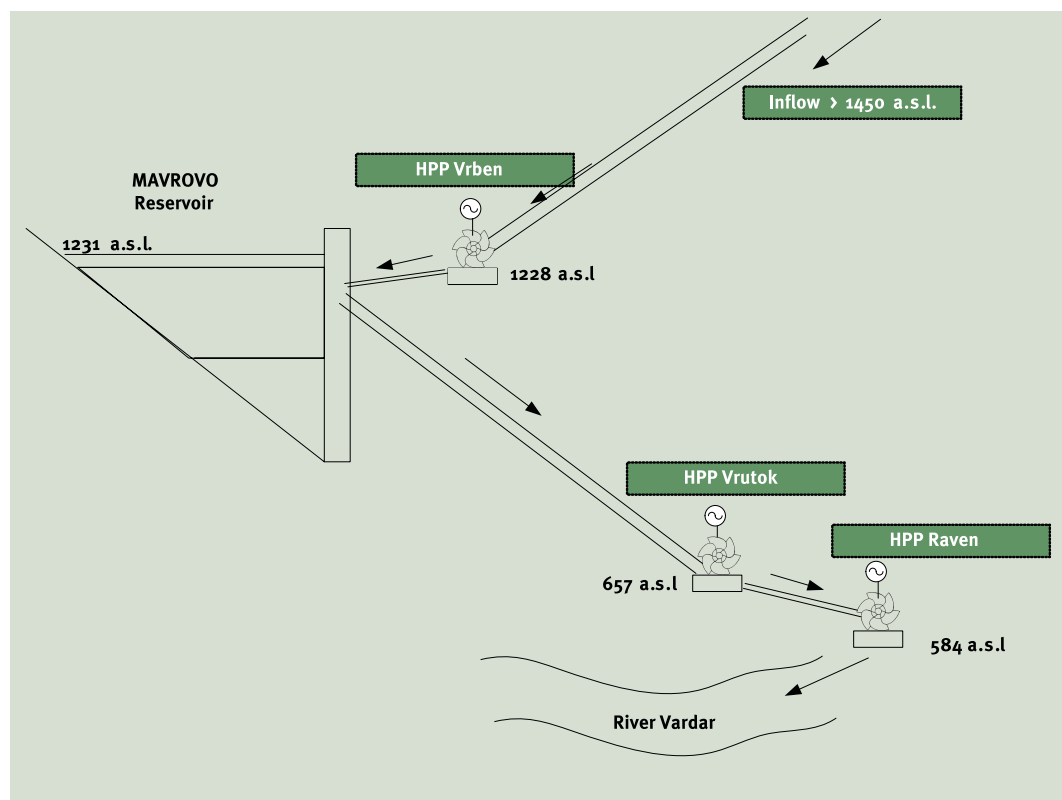 Inflow > 1450 a.s.l.
HPP Vrben
MAVROVO
Reservoir
1231 a.s.l.
1228 a.s.l
HPP Vrutok
HPP Raven
657 a.s.l
584 a.s.l
River Vardar